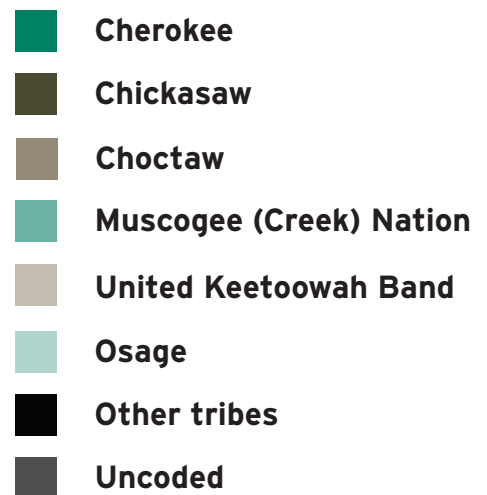 Cherokee
Chickasaw
Choctaw
Muscogee (Creek) Nation
United Keetoowah Band
Osage
Other tribes
Uncoded